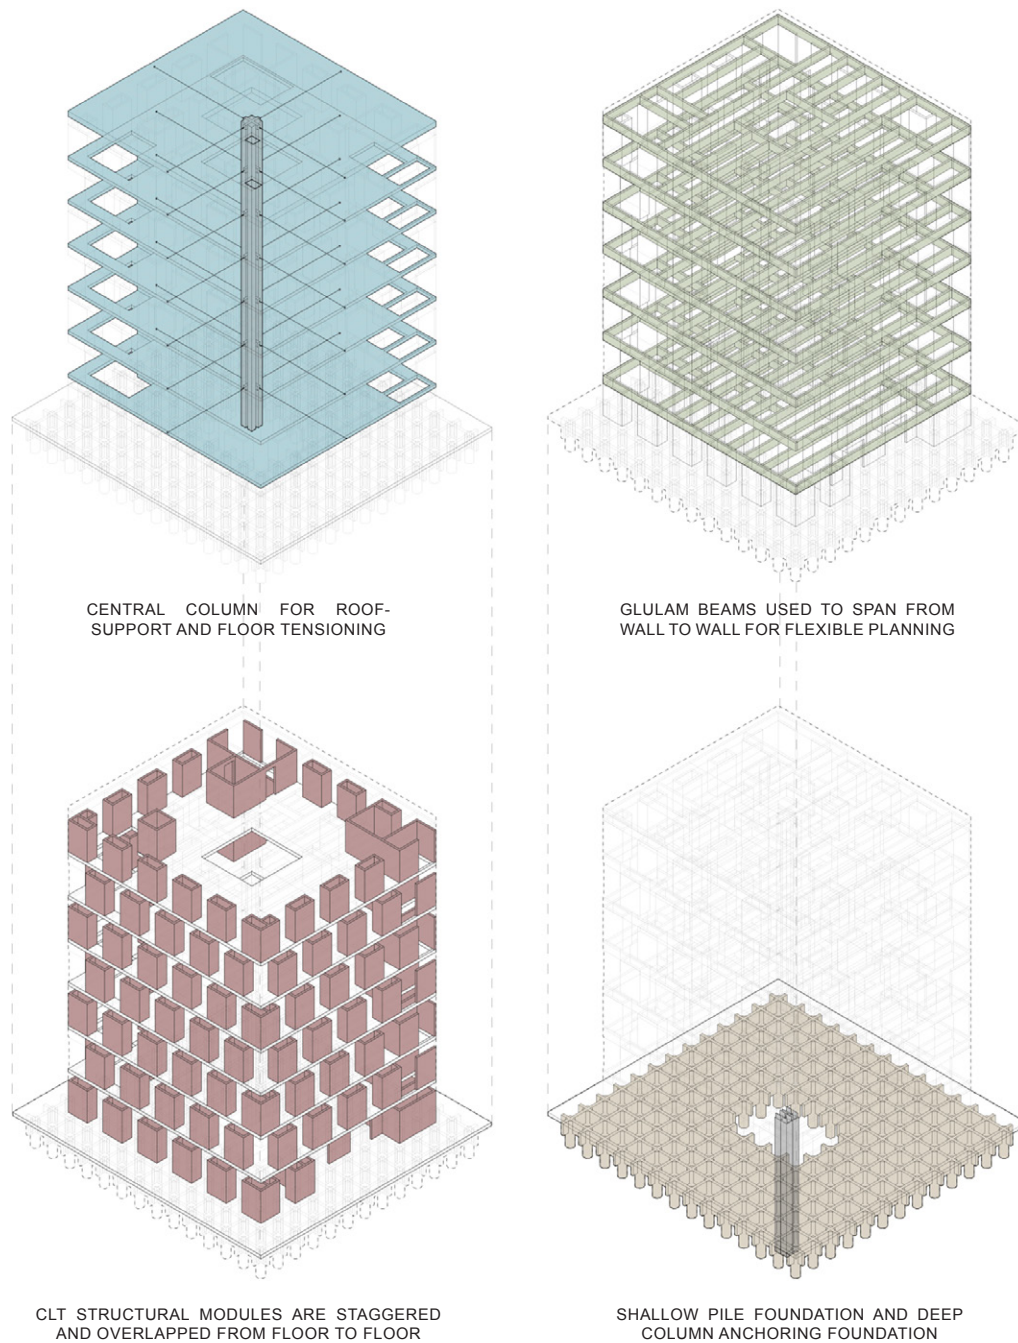 CENTRAL COLUMN FOR ROOF-
SUPPORT AND FLOOR TENSIONING
GLULAM BEAMS USED TO SPAN FROM
WALL TO WALL FOR FLEXIBLE PLANNING
CLT STRUCTURAL MODULES ARE STAGGERED
AND OVERLAPPED FROM FLOOR TO FLOOR
SHALLOW PILE FOUNDATION AND DEEP
COLUMN ANCHORING FOUNDATION